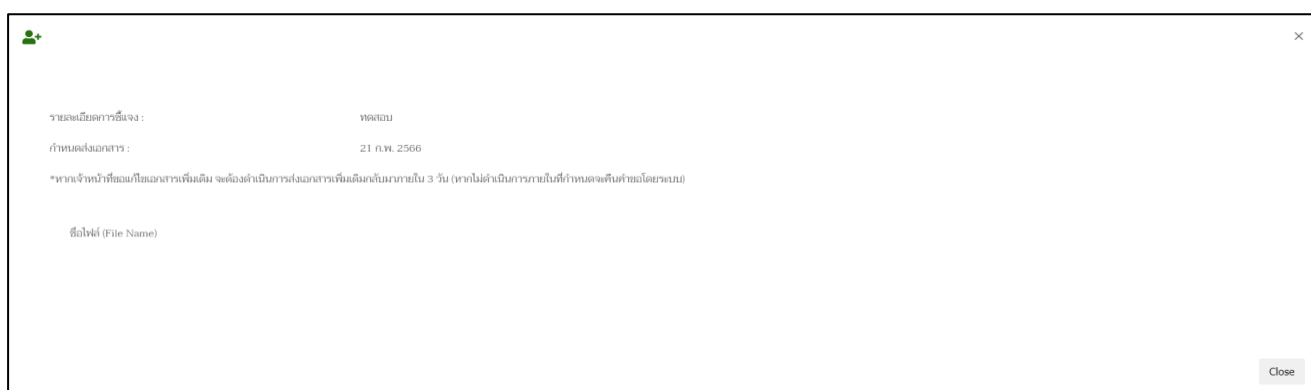 ×
รายละเอียดการชี้แจง : ทดสอบ
กำหนดส่งเอกสาร : 21 ก.พ. 2566
*หากเจ้าหน้าที่ขอแก้ไขเอกสารเพิ่มเติม จะต้องดำเนินการส่งเอกสารเพิ่มเติมกลับมาภายใน 3 วัน (หากไม่ดำเนินการภายในที่กำหนดจะคืนคำขอโดยระบบ)
ชื่อไฟล์ (File Name)
Close